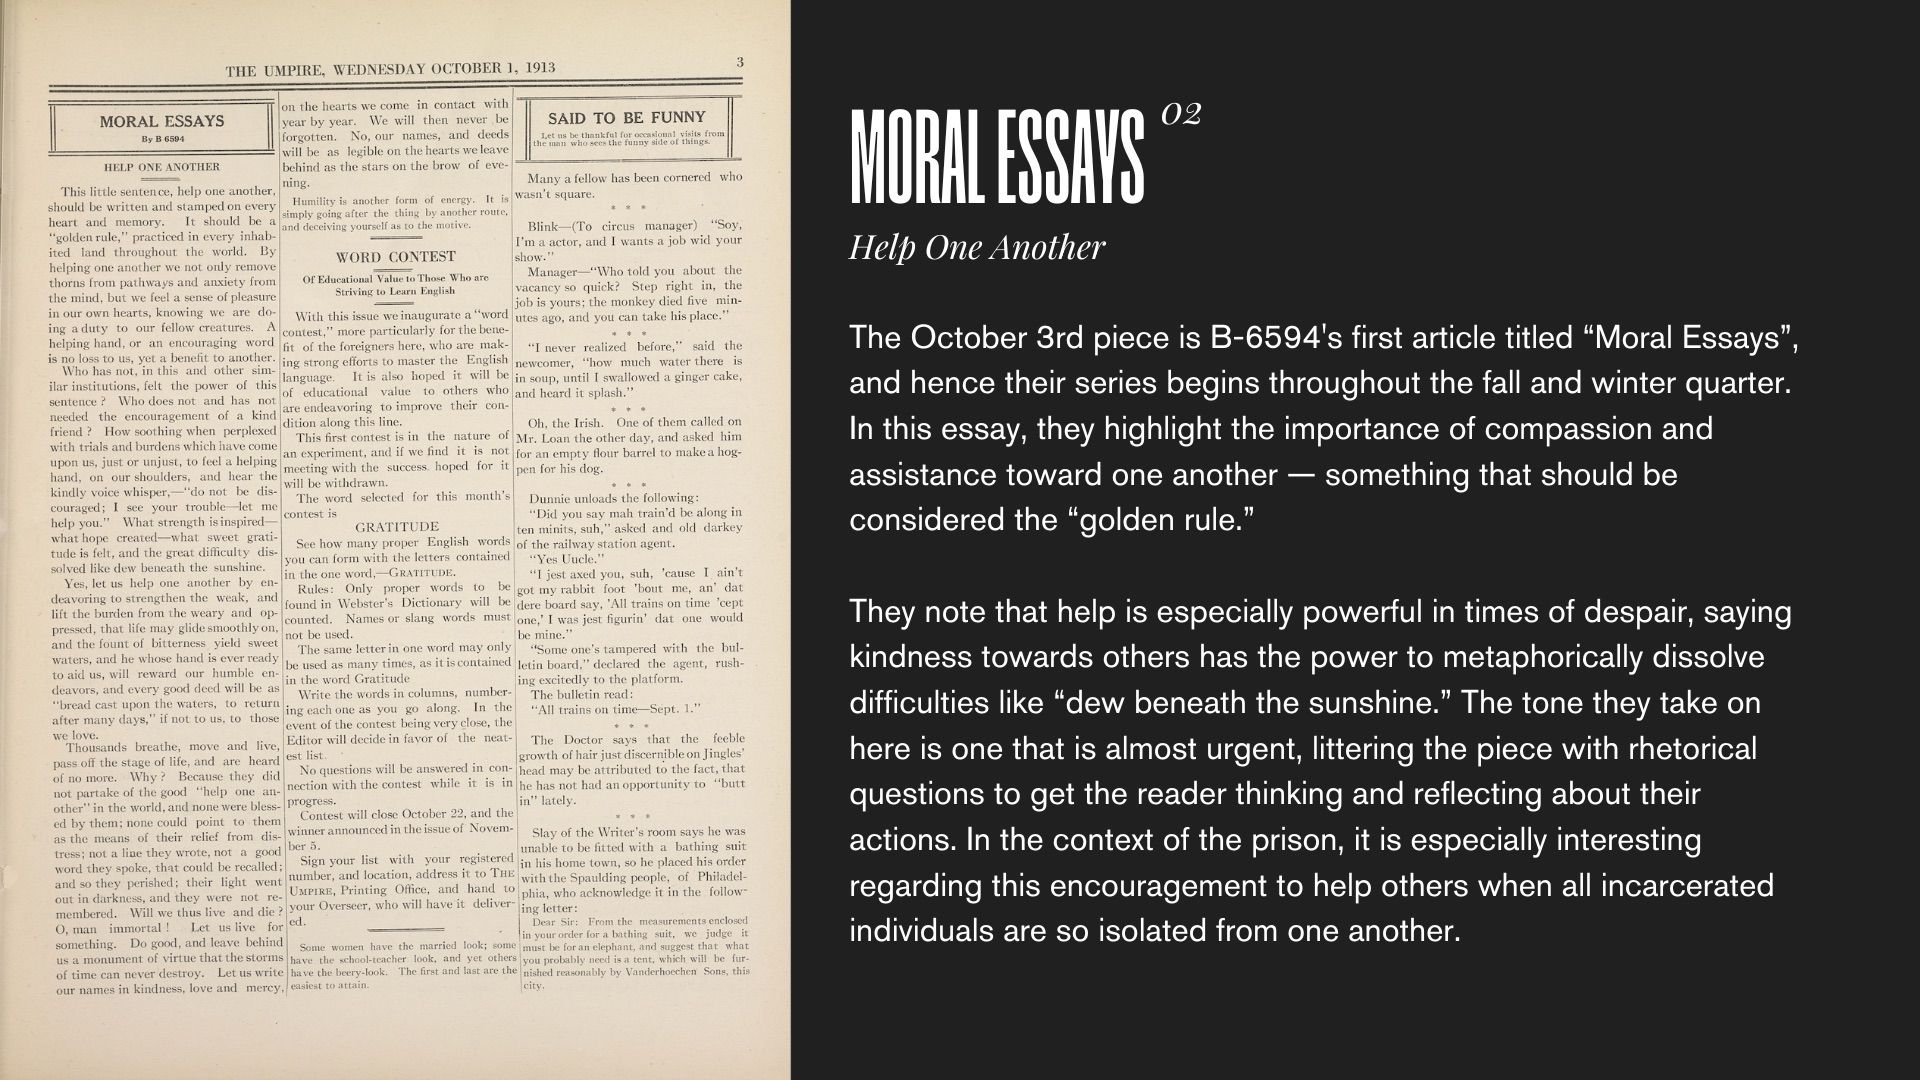 THE UMPIRE, WEDNESDAY OCTOBER 1, 1913
3
MORAL ESSAYS
By B 6594
HELP ONE ANOTHER
This little sentence, help one another,
should be written and stamped on every
heart and memory. It should be a
“golden rule,” practiced in every inhab-
ited land throughout the world. By
helping one another we not only remove
thorns from pathways and anxiety from
the mind, but we feel a sense of pleasure
in our own hearts, knowing we are do-
ing a duty to our fellow creatures. A
helping hand, or an encouraging word
is no loss to us, yet a benefit to another.
Who has not, in this and other sim-
ilar institutions, felt the power of this
sentence? Who does not and has not
needed the encouragement of a kind
friend? How soothing when perplexed
with trials and burdens which have come
upon us, just or unjust, to feel a helping
hand, on our shoulders, and hear the
kindly voice whisper,—“do not be dis-
couraged; I see your trouble—let me
help you.” What strength is inspired—
what hope created—what sweet grati-
tude is felt, and the great difficulty dis-
solved like dew beneath the sunshine.
Yes, let us help one another by en-
deavoring to strengthen the weak, and
lift the burden from the weary and op-
pressed, that life may glide smoothly on,
and the fount of bitterness yield sweet
waters, and he whose hand is ever ready
to aid us, will reward our humble en-
deavors, and every good deed will be as
“bread cast upon the waters, to return
after many days,” if not to us, to those
we love.
Thousands breathe, move and live,
pass off the stage of life, and are heard
of no more. Why? Because they did
not partake of the good “help one an-
other” in the world, and none were bless-
ed by them; none could point to them
as the means of their relief from dis-
tress; not a line they wrote, not a good
word they spoke, that could be recalled;
and so they perished; their light went
out in darkness, and they were not re-
membered. Will we thus live and die?
O, man immortal! Let us live for
something. Do good, and leave behind
us a monument of virtue that the storms
of time can never destroy. Let us write
our names in kindness, love and mercy,
on the hearts we come in contact with
year by year. We will then never be
forgotten. No, our names, and deeds
will be as legible on the hearts we leave
behind as the stars on the brow of eve-
ning.
Humility is another form of energy. It is
simply going after the thing by another route,
and deceiving yourself as to the motive.
WORD CONTEST
Of Educational Value to Those Who are
Striving to Learn English
With this issue we inaugurate a “word
contest,” more particularly for the bene-
fit of the foreigners here, who are mak-
ing strong efforts to master the English
language. It is also hoped it will be
of educational value to others who
are endeavoring to improve their con-
dition along this line.
This first contest is in the nature of
an experiment, and if we find it is not
meeting with the success hoped for it
will be withdrawn.
The word selected for this month's
contest is
GRATITUDE
See how many proper English words
you can form with the letters contained
in the one word,—GRATITUDE.
Rules: Only proper words to be
found in Webster's Dictionary will be
counted. Names or slang words must
not be used.
The same letter in one word may only
be used as many times, as it is contained
in the word Gratitude
Write the words in columns, number-
ing each one as you go along. In the
event of the contest being very close, the
Editor will decide in favor of the neat-
est list.
No questions will be answered in con-
nection with the contest while it is in
progress.
Contest will close October 22, and the
winner announced in the issue of Novem-
ber 5.
Sign your list with your registered
number, and location, address it to THE
UMPIRE, Printing Office, and hand to
your Overseer, who will have it deliver-
ed.
Some women have the married look; some
have the school-teacher look, and yet others
have the beery-look. The first and last are the
easiest to attain.
SAID TO BE FUNNY
Let us be thankful for occasional visits from
the man who sees the funny side of things.
Many a fellow has been cornered who
wasn't square.
* * *
Blink—(To circus manager) “Soy,
I'm a actor, and I wants a job wid your
show.”
Manager—“Who told you about the
vacancy so quick? Step right in, the
job is yours; the monkey died five min-
utes ago, and you can take his place.”
* * *
“I never realized before,” said the
newcomer, “how much water there is
in soup, until I swallowed a ginger cake,
and heard it splash.”
* * *
Oh, the Irish. One of them called on
Mr. Loan the other day, and asked him
for an empty flour barrel to make a hog-
pen for his dog.
* * *
Dunnie unloads the following:
“Did you say mah train'd be along in
ten minits, suh,” asked and old darkey
of the railway station agent.
“Yes Uucle.”
“I jest axed you, suh, 'cause I ain't
got my rabbit foot 'bout me, an' dat
dere board say, 'All trains on time 'cept
one,' I was jest figurin' dat one would
be mine.”
“Some one's tampered with the bul-
letin board,” declared the agent, rush-
ing excitedly to the platform.
The bulletin read:
“All trains on time—Sept. 1.”
* * *
The Doctor says that the feeble
growth of hair just discernible on Jingles'
head may be attributed to the fact, that
he has not had an opportunity to “butt
in” lately.
* * *
Slay of the Writer's room says he was
unable to be fitted with a bathing suit
in his home town, so he placed his order
with the Spaulding people, of Philadel-
phia, who acknowledge it in the follow-
ing letter:
Dear Sir: From the measurements enclosed
in your order for a bathing suit, we judge it
must be for an elephant, and suggest that what
you probably need is a tent, which will be fur-
nished reasonably by Vanderhoechen Sons, this
city.
MORAL ESSAYS 02
Help One Another
The October 3rd piece is B-6594's first article titled “Moral Essays”,
and hence their series begins throughout the fall and winter quarter.
In this essay, they highlight the importance of compassion and
assistance toward one another — something that should be
considered the “golden rule.”
They note that help is especially powerful in times of despair, saying
kindness towards others has the power to metaphorically dissolve
difficulties like “dew beneath the sunshine.” The tone they take on
here is one that is almost urgent, littering the piece with rhetorical
questions to get the reader thinking and reflecting about their
actions. In the context of the prison, it is especially interesting
regarding this encouragement to help others when all incarcerated
individuals are so isolated from one another.